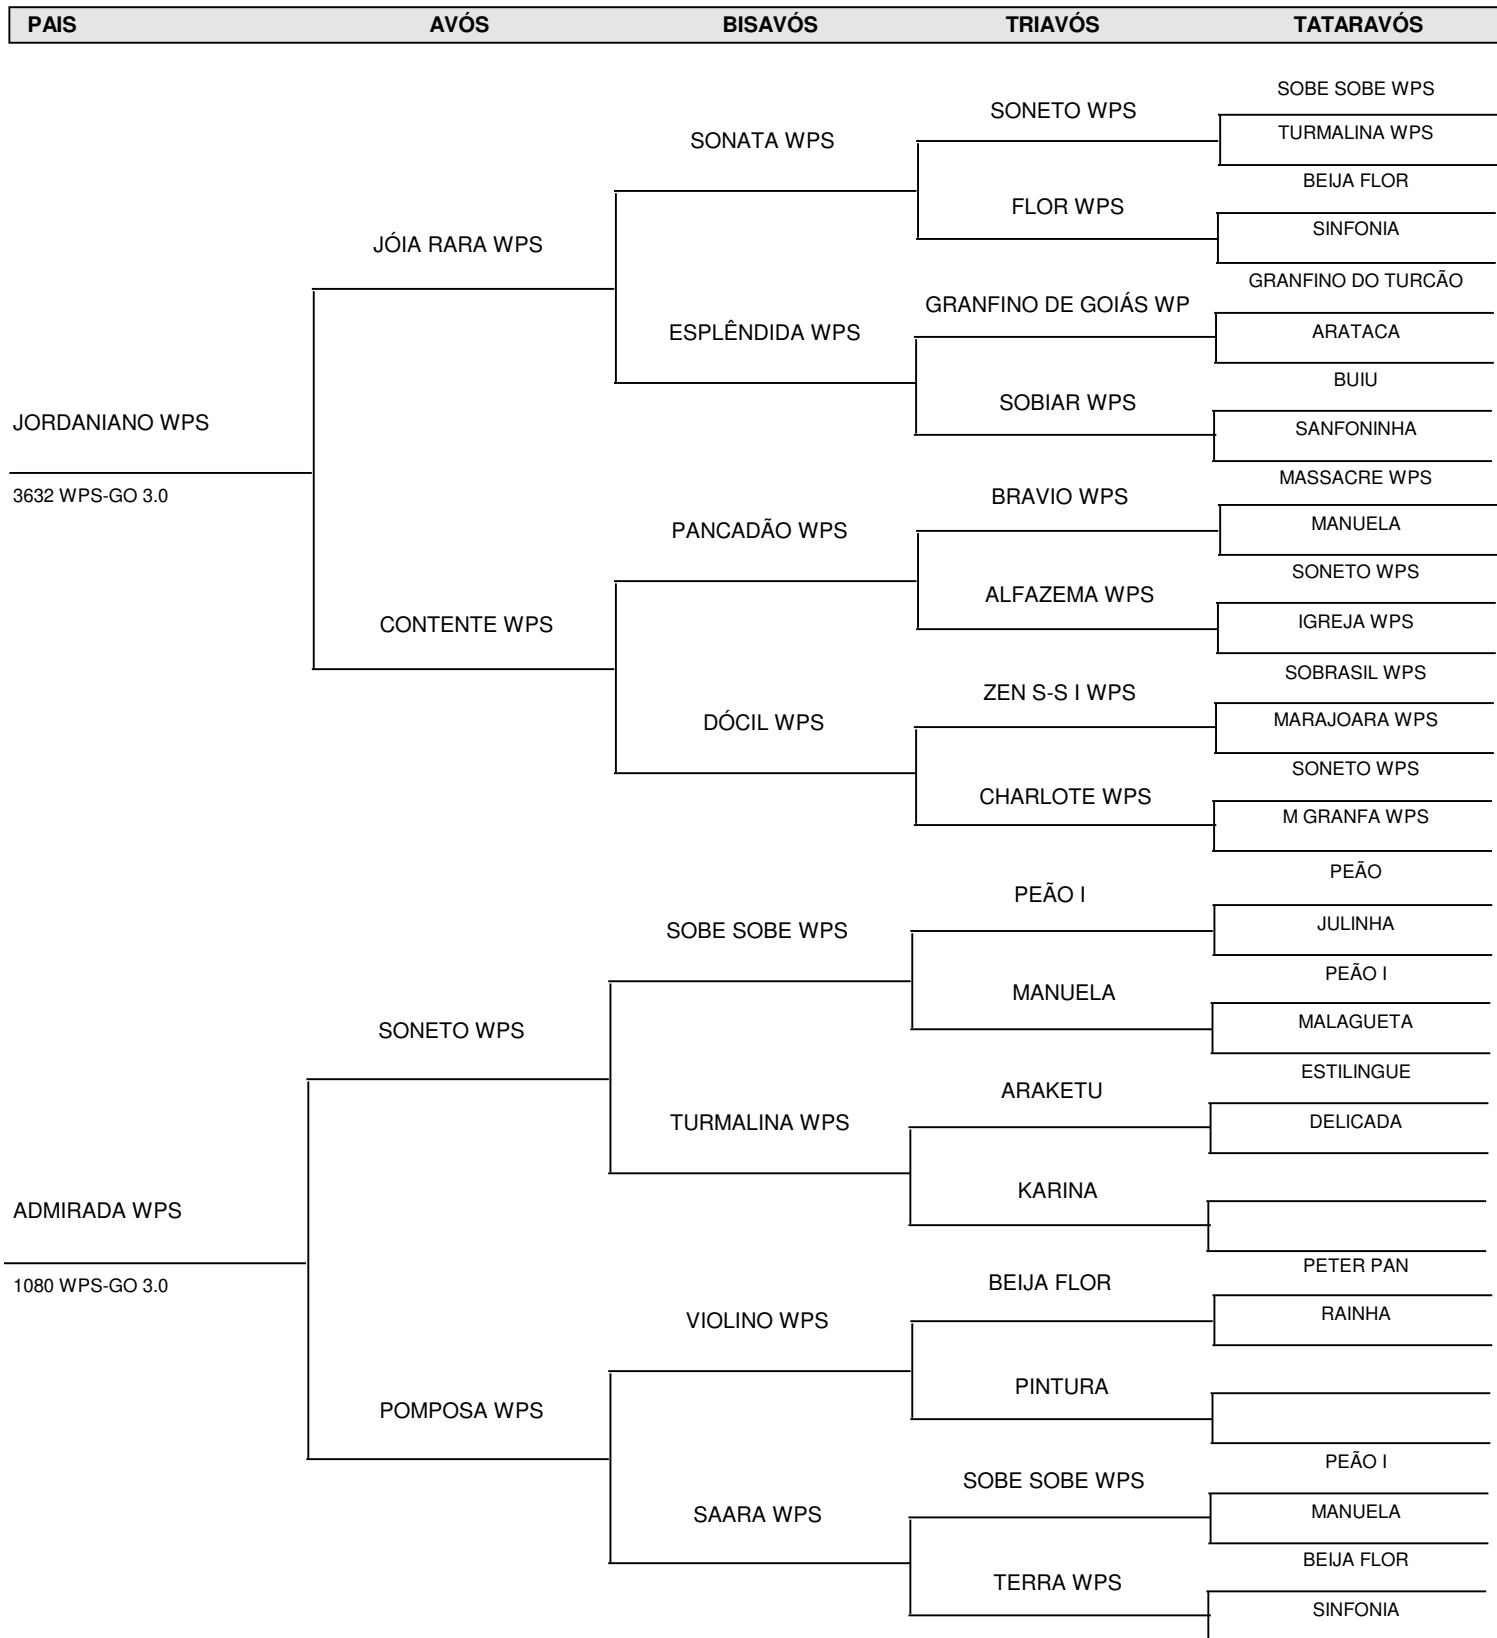 PAIS AVÓS BISAVÓS TRIAVÓS TATARAVÓS
SOBE SOBE WPS
SONETO WPS
TURMALINA WPS
SONATA WPS
BEIJA FLOR
FLOR WPS
SINFONIA
JÓIA RARA WPS
GRANFINO DO TURCÃO
GRANFINO DE GOIÁS WP
ARATACA
ESPLÊNDIDA WPS
BUIU
SOBIAR WPS
SANFONINHA
JORDANIANO WPS
3632 WPS-GO 3.0
MASSACRE WPS
BRAVIO WPS
MANUELA
PANCADÃO WPS
SONETO WPS
ALFAZEMA WPS
IGREJA WPS
CONTENTE WPS
SOBRASIL WPS
ZEN S-S I WPS
MARAJOARA WPS
DÓCIL WPS
SONETO WPS
CHARLOTE WPS
M GRANFA WPS
PEÃO
PEÃO I
JULINHA
SOBE SOBE WPS
PEÃO I
MANUELA
MALAGUETA
SONETO WPS
ESTILINGUE
ARAKETU
DELICADA
TURMALINA WPS
KARINA
ADMIRADA WPS
1080 WPS-GO 3.0
PETER PAN
BEIJA FLOR
RAINHA
VIOLINO WPS
PINTURA
POMPOSA WPS
PEÃO I
SOBE SOBE WPS
MANUELA
SAARA WPS
BEIJA FLOR
TERRA WPS
SINFONIA